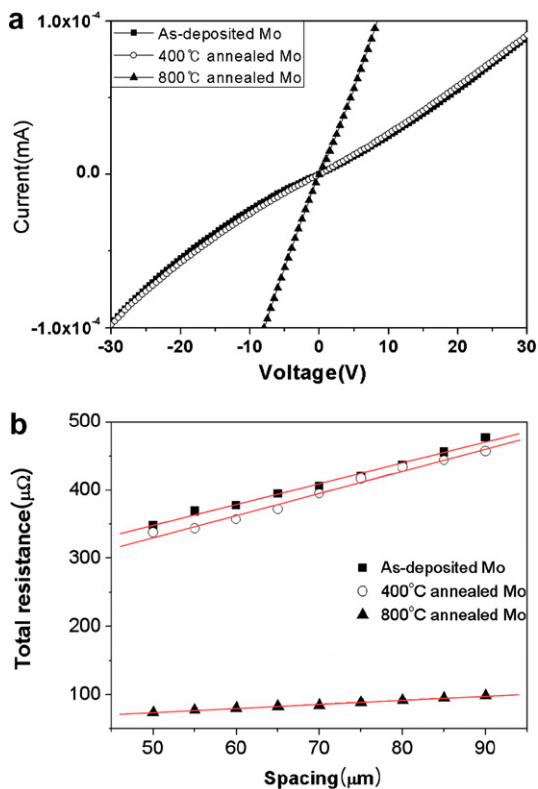 a
1.0x10⁻⁴
As-deposited Mo
400℃ annealed Mo
800℃ annealed Mo
Current(mA)
0.0
-1.0x10⁻⁴
-30 -20 -10 0 10 20 30
Voltage(V)
b
500
400
300
200
100
Total resistance(μΩ)
As-deposited Mo
400°C annealed Mo
800°C annealed Mo
50 60 70 80 90
Spacing(μm)